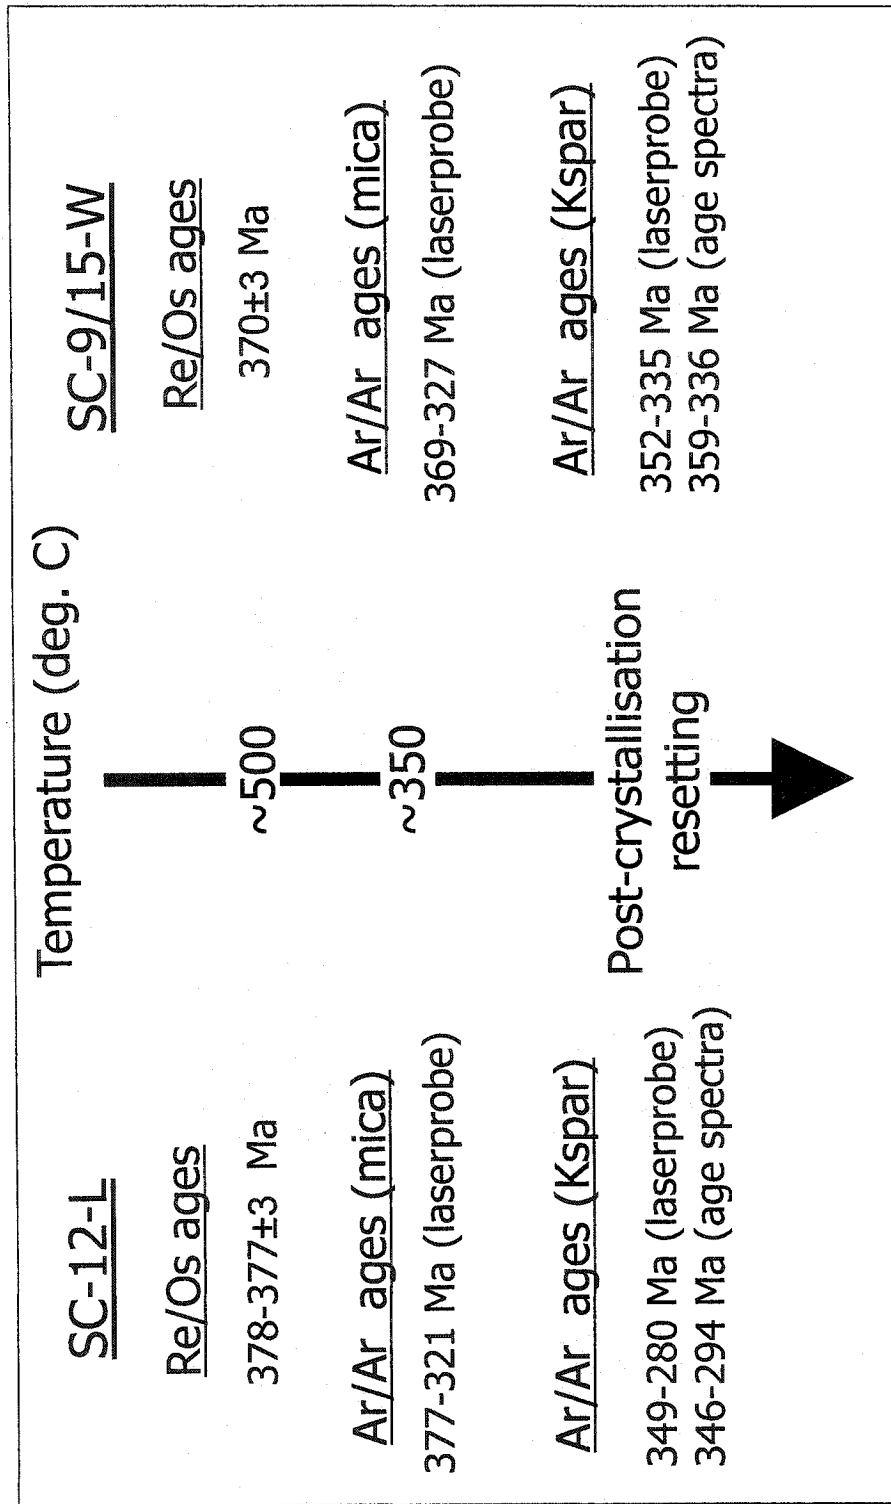 SC-12-L
Re/Os ages
378-377±3 Ma
Ar/Ar ages (mica)
377-321 Ma (laserprobe)
Ar/Ar ages (Kspar)
349-280 Ma (laserprobe)
346-294 Ma (age spectra)
Temperature (deg. C)
~500
~350
Post-crystallisation
resetting
SC-9/15-W
Re/Os ages
370±3 Ma
Ar/Ar ages (mica)
369-327 Ma (laserprobe)
Ar/Ar ages (Kspar)
352-335 Ma (laserprobe)
359-336 Ma (age spectra)